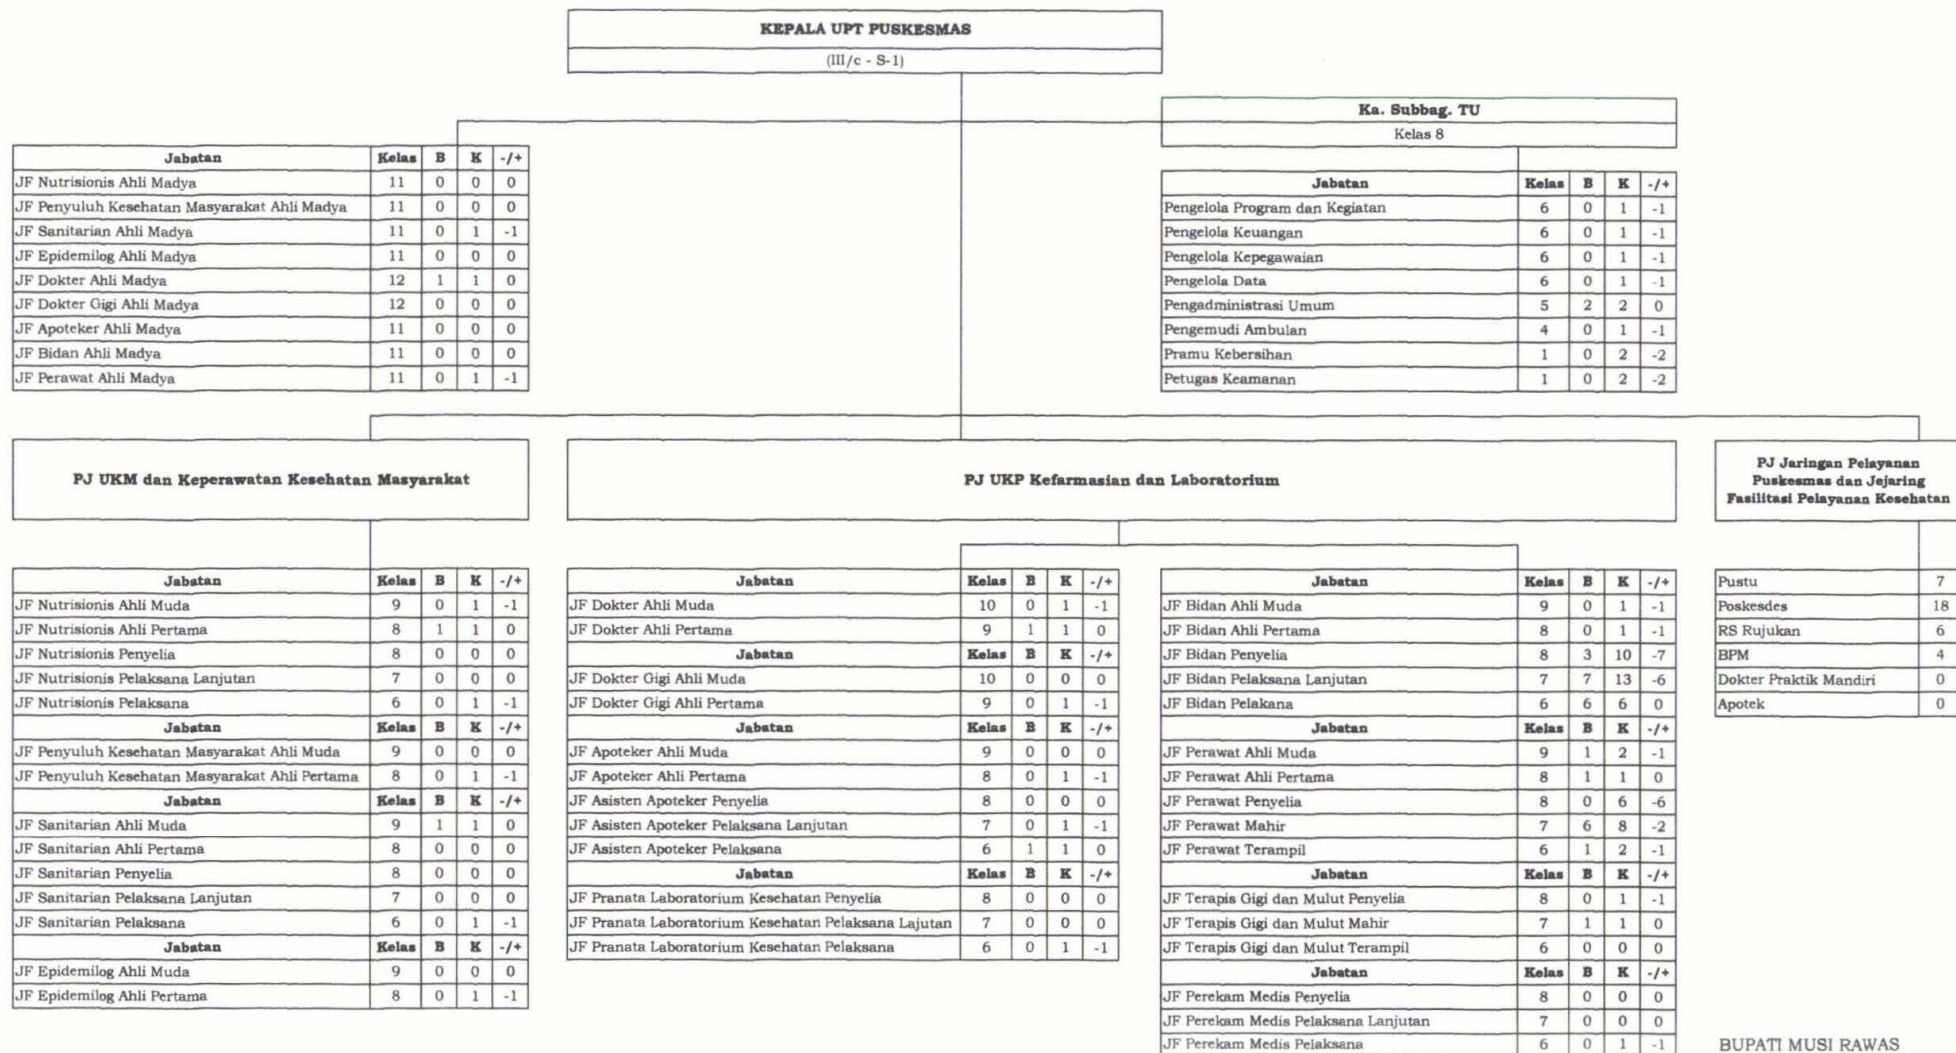 KEPALA UPT PUSKESMAS
(III/c - S-1)
Ka. Subbag. TU
Kelas 8
Jabatan Kelas B K -/+
JF Nutrisionis Ahli Madya 11 0 0 0
JF Penyuluh Kesehatan Masyarakat Ahli Madya 11 0 0 0
JF Sanitarian Ahli Madya 11 0 1 -1
JF Epidemilog Ahli Madya 11 0 0 0
JF Dokter Ahli Madya 12 1 1 0
JF Dokter Gigi Ahli Madya 12 0 0 0
JF Apoteker Ahli Madya 11 0 0 0
JF Bidan Ahli Madya 11 0 0 0
JF Perawat Ahli Madya 11 0 1 -1
Jabatan Kelas B K -/+
Pengelola Program dan Kegiatan 6 0 1 -1
Pengelola Keuangan 6 0 1 -1
Pengelola Kepegawaian 6 0 1 -1
Pengelola Data 6 0 1 -1
Pengadministrasi Umum 5 2 2 0
Pengemudi Ambulan 4 0 1 -1
Pramu Kebersihan 1 0 2 -2
Petugas Keamanan 1 0 2 -2
PJ UKM dan Keperawatan Kesehatan Masyarakat
Jabatan Kelas B K -/+
JF Nutrisionis Ahli Muda 9 0 1 -1
JF Nutrisionis Ahli Pertama 8 1 1 0
JF Nutrisionis Penyelia 8 0 0 0
JF Nutrisionis Pelaksana Lanjutan 7 0 0 0
JF Nutrisionis Pelaksana 6 0 1 -1
Jabatan Kelas B K -/+
JF Penyuluh Kesehatan Masyarakat Ahli Muda 9 0 0 0
JF Penyuluh Kesehatan Masyarakat Ahli Pertama 8 0 1 -1
Jabatan Kelas B K -/+
JF Sanitarian Ahli Muda 9 1 1 0
JF Sanitarian Ahli Pertama 8 0 0 0
JF Sanitarian Penyelia 8 0 0 0
JF Sanitarian Pelaksana Lanjutan 7 0 0 0
JF Sanitarian Pelaksana 6 0 1 -1
Jabatan Kelas B K -/+
JF Epidemilog Ahli Muda 9 0 0 0
JF Epidemilog Ahli Pertama 8 0 1 -1
PJ UKP Kefarmasian dan Laboratorium
Jabatan Kelas B K -/+
JF Dokter Ahli Muda 10 0 1 -1
JF Dokter Ahli Pertama 9 1 1 0
Jabatan Kelas B K -/+
JF Dokter Gigi Ahli Muda 10 0 0 0
JF Dokter Gigi Ahli Pertama 9 0 1 -1
Jabatan Kelas B K -/+
JF Apoteker Ahli Muda 9 0 0 0
JF Apoteker Ahli Pertama 8 0 1 -1
JF Asisten Apoteker Penyelia 8 0 0 0
JF Asisten Apoteker Pelaksana Lanjutan 7 0 1 -1
JF Asisten Apoteker Pelaksana 6 1 1 0
Jabatan Kelas B K -/+
JF Pranata Laboratorium Kesehatan Penyelia 8 0 0 0
JF Pranata Laboratorium Kesehatan Pelaksana Lajutan 7 0 0 0
JF Pranata Laboratorium Kesehatan Pelaksana 6 0 1 -1
Jabatan Kelas B K -/+
JF Bidan Ahli Muda 9 0 1 -1
JF Bidan Ahli Pertama 8 0 1 -1
JF Bidan Penyelia 8 3 10 -7
JF Bidan Pelaksana Lanjutan 7 7 13 -6
JF Bidan Pelakana 6 6 6 0
Jabatan Kelas B K -/+
JF Perawat Ahli Muda 9 1 2 -1
JF Perawat Ahli Pertama 8 1 1 0
JF Perawat Penyelia 8 0 6 -6
JF Perawat Mahir 7 6 8 -2
JF Perawat Terampil 6 1 2 -1
Jabatan Kelas B K -/+
JF Terapis Gigi dan Mulut Penyelia 8 0 1 -1
JF Terapis Gigi dan Mulut Mahir 7 1 1 0
JF Terapis Gigi dan Mulut Terampil 6 0 0 0
Jabatan Kelas B K -/+
JF Perekam Medis Penyelia 8 0 0 0
JF Perekam Medis Pelaksana Lanjutan 7 0 0 0
JF Perekam Medis Pelaksana 6 0 1 -1
PJ Jaringan Pelayanan
Puskesmas dan Jejaring
Fasilitasi Pelayanan Kesehatan
Pustu 7
Poskesdes 18
RS Rujukan 6
BPM 4
Dokter Praktik Mandiri 0
Apotek 0
BUPATI MUSI RAWAS